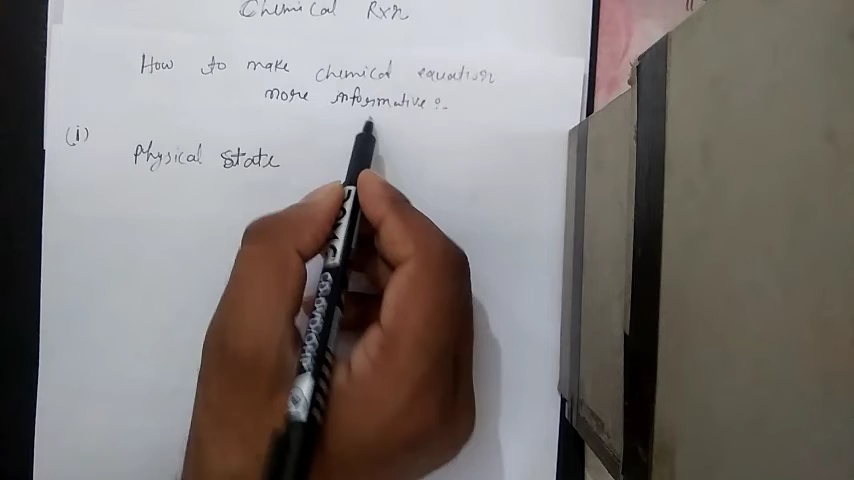 Chemical Rxn
How to make chemical equation
more informative :-
(i)
Physical State